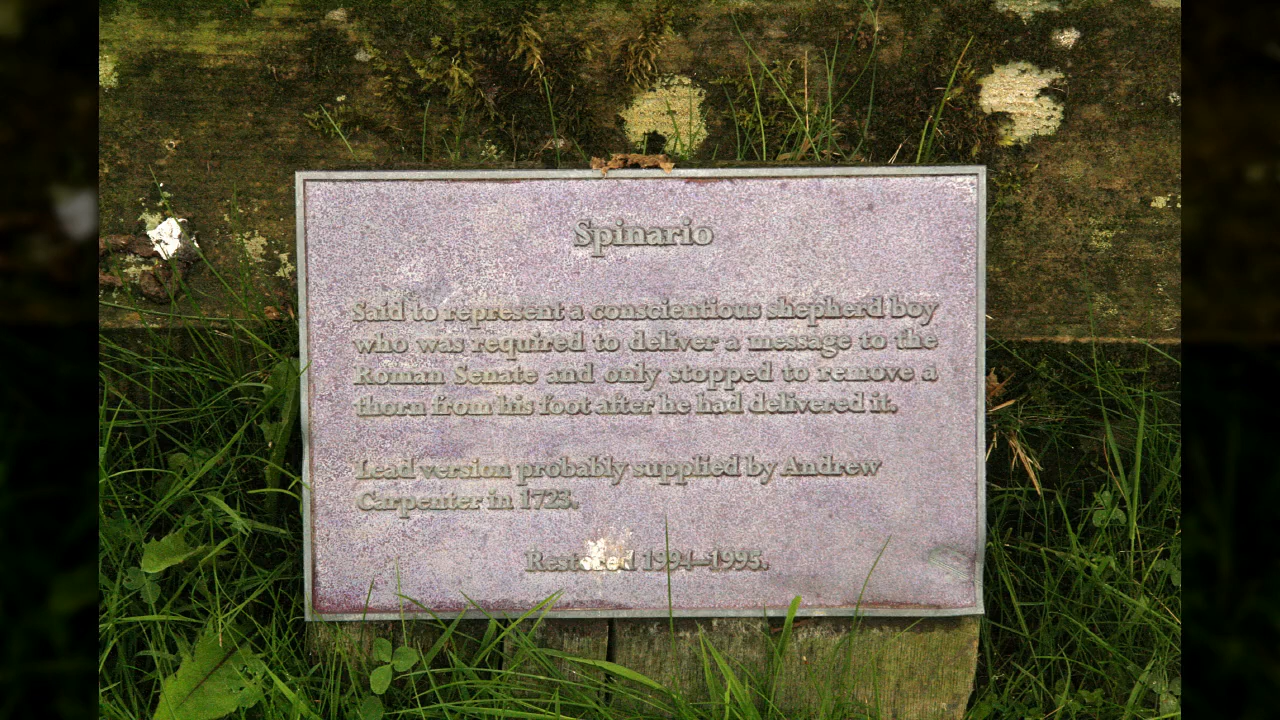 Spinario
Said to represent a conscientious shepherd boy
who was required to deliver a message to the
Roman Senate and only stopped to remove a
thorn from his foot after he had delivered it.
Lead version probably supplied by Andrew
Carpenter in 1723.
Restored 1994–1995.